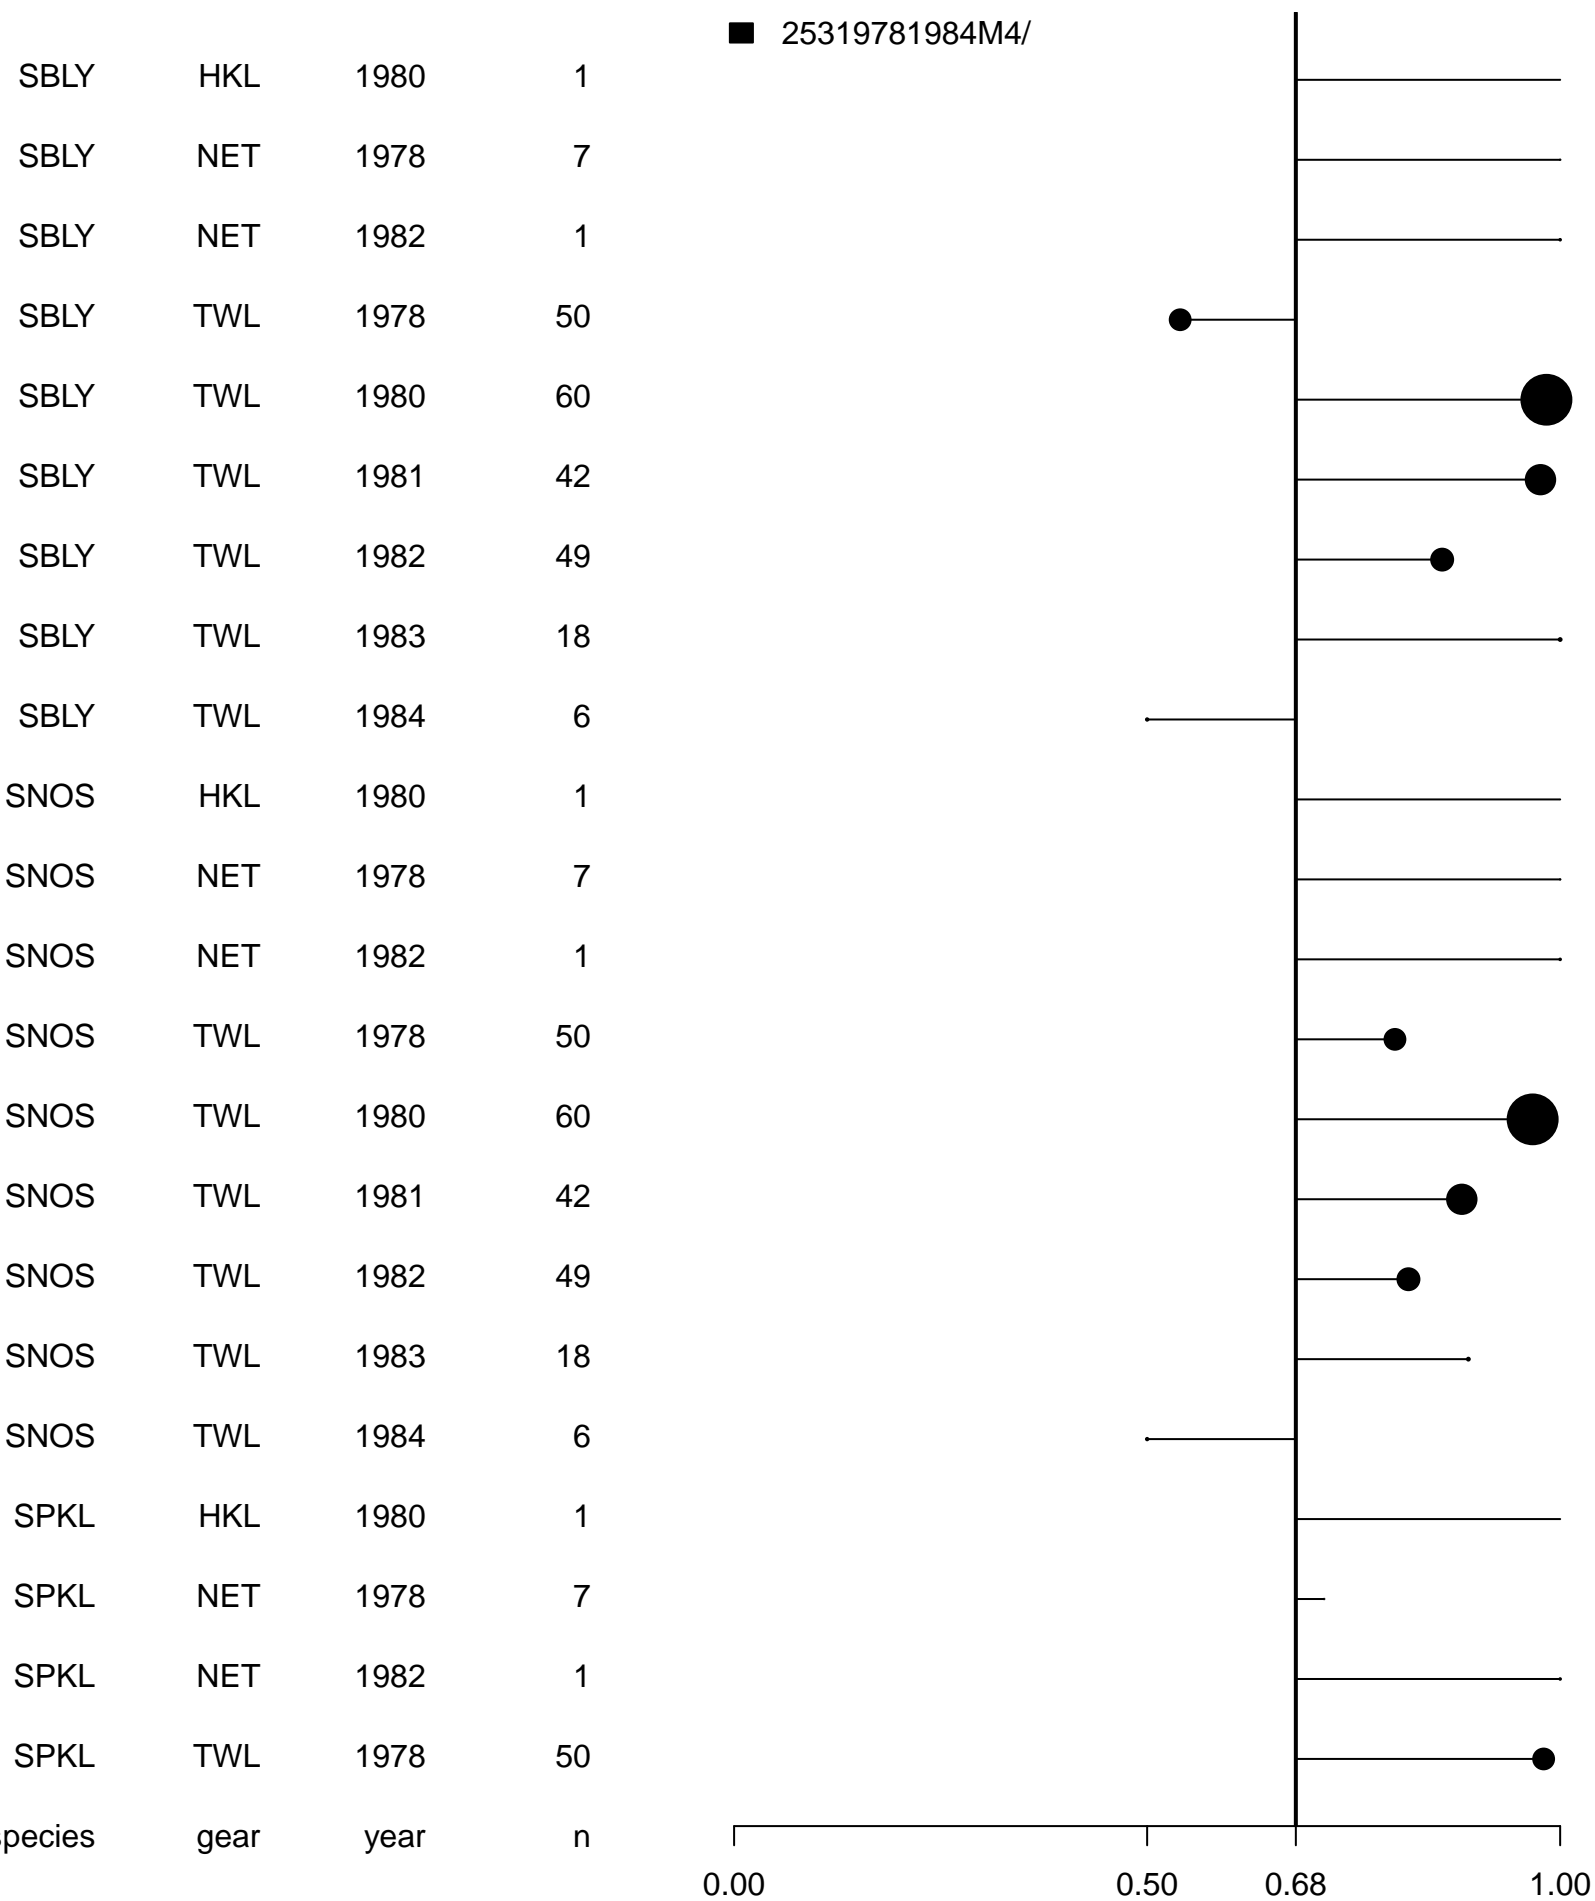 25319781984M4/
SBLY HKL 1980 1
SBLY NET 1978 7
SBLY NET 1982 1
SBLY TWL 1978 50
SBLY TWL 1980 60
SBLY TWL 1981 42
SBLY TWL 1982 49
SBLY TWL 1983 18
SBLY TWL 1984 6
SNOS HKL 1980 1
SNOS NET 1978 7
SNOS NET 1982 1
SNOS TWL 1978 50
SNOS TWL 1980 60
SNOS TWL 1981 42
SNOS TWL 1982 49
SNOS TWL 1983 18
SNOS TWL 1984 6
SPKL HKL 1980 1
SPKL NET 1978 7
SPKL NET 1982 1
SPKL TWL 1978 50
species gear year n
0.00 0.50 0.68 1.00